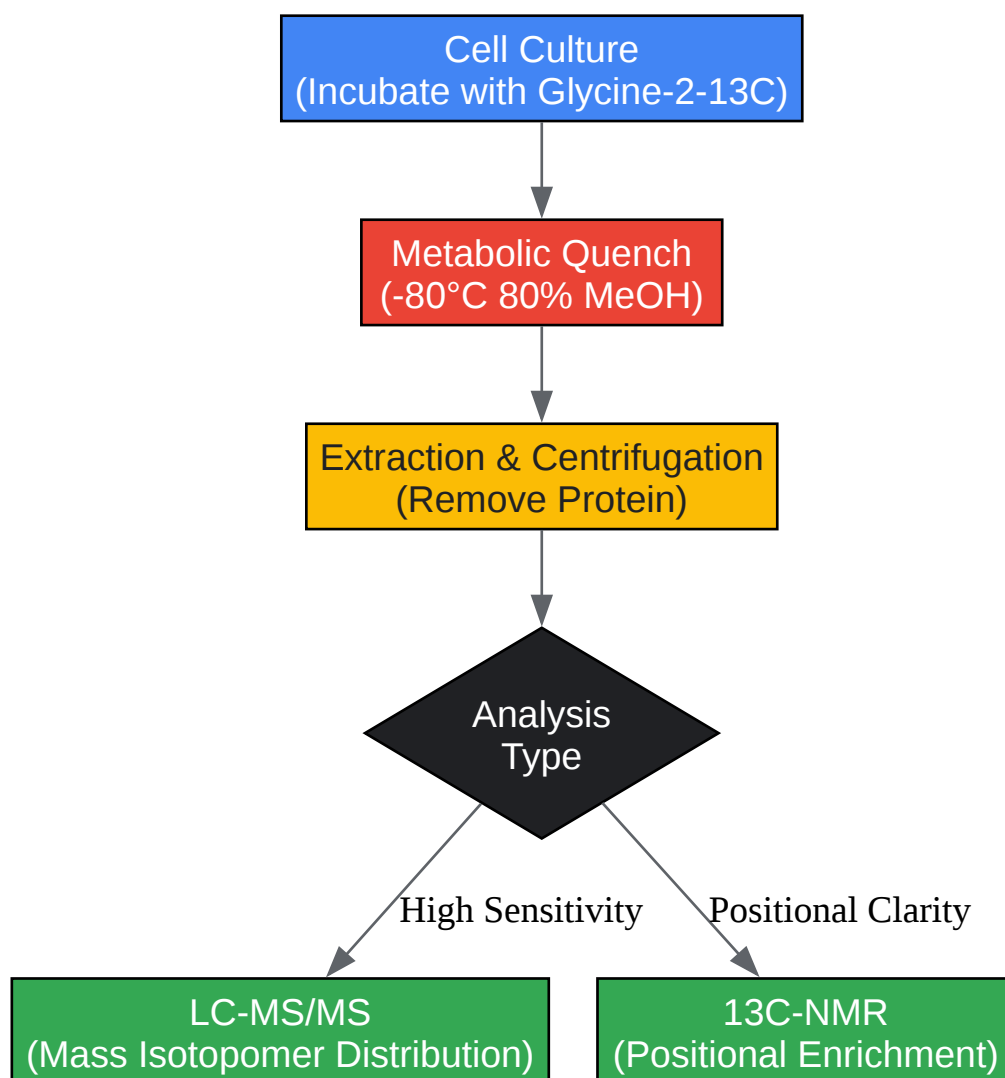 Cell Culture
(Incubate with Glycine-2-13C)
Metabolic Quench
(-80°C 80% MeOH)
Extraction & Centrifugation
(Remove Protein)
Analysis
Type
High Sensitivity
Positional Clarity
LC-MS/MS
(Mass Isotopomer Distribution)
13C-NMR
(Positional Enrichment)